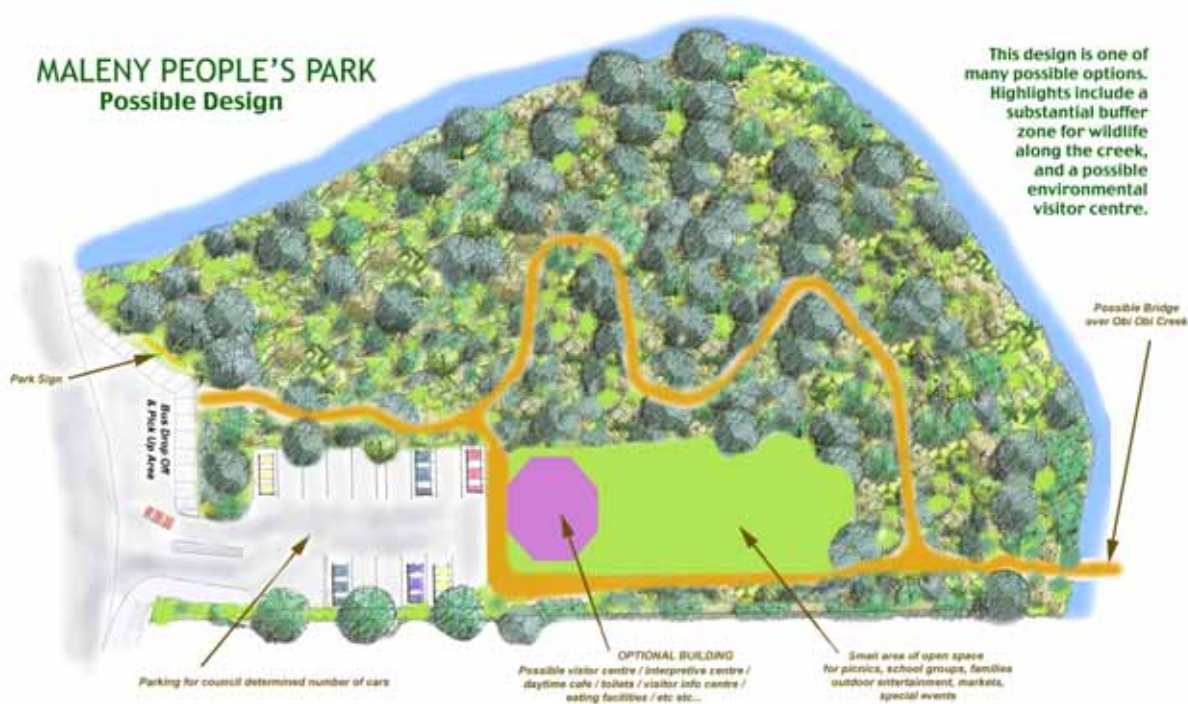 MALENY PEOPLE'S PARK
Possible Design
This design is one of
many possible options.
Highlights include a
substantial buffer
zone for wildlife
along the creek,
and a possible
environmental
visitor centre.
Possible Bridge
over Obi Obi Creek
Park Sign
Bus Drop Off
& Pick Up Area
Parking for council determined number of cars
OPTIONAL BUILDING
Possible visitor centre / interpretive centre /
daytime cafe / toilets / visitor info centre /
eating facilities / etc etc...
Small area of open space
for picnics, school groups, families
outdoor entertainment, markets,
special events